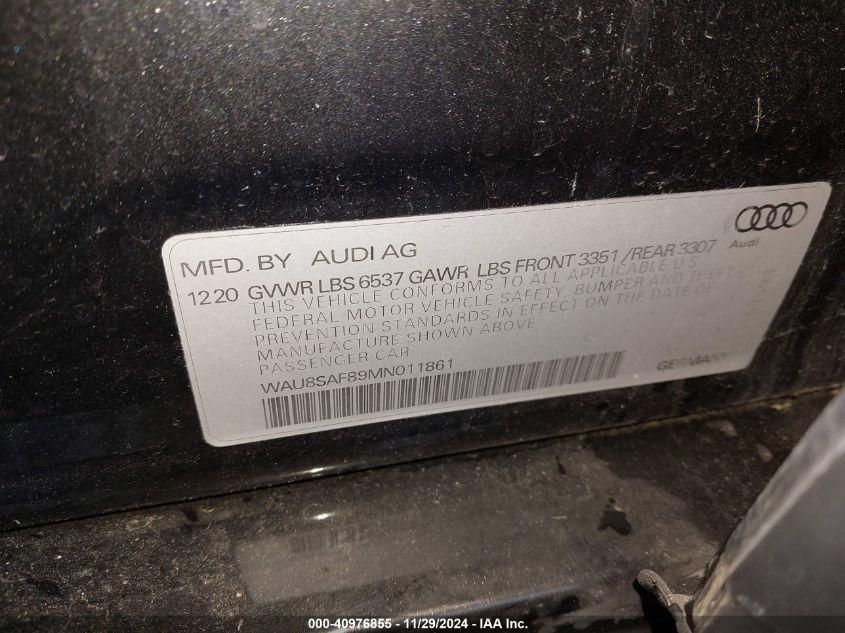 MFD. BY AUDI AG
Audi
12.20 GVWR LBS 6537 GAWR LBS FRONT 3351 /REAR 3307
THIS VEHICLE CONFORMS TO ALL APPLICABLE U.S.
FEDERAL MOTOR VEHICLE SAFETY, BUMPER AND THEFT
PREVENTION STANDARDS IN EFFECT ON THE DATE OF
MANUFACTURE SHOWN ABOVE
PASSENGER CAR
WAU8SAF89MN011861
GERMANY
000-40976855 - 11/29/2024 - IAA Inc.